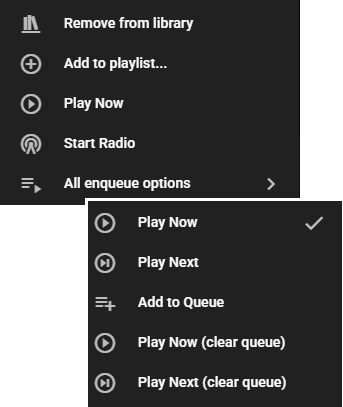 Remove from library
Add to playlist...
Play Now
Start Radio
All enqueue options
Play Now
Play Next
Add to Queue
Play Now (clear queue)
Play Next (clear queue)